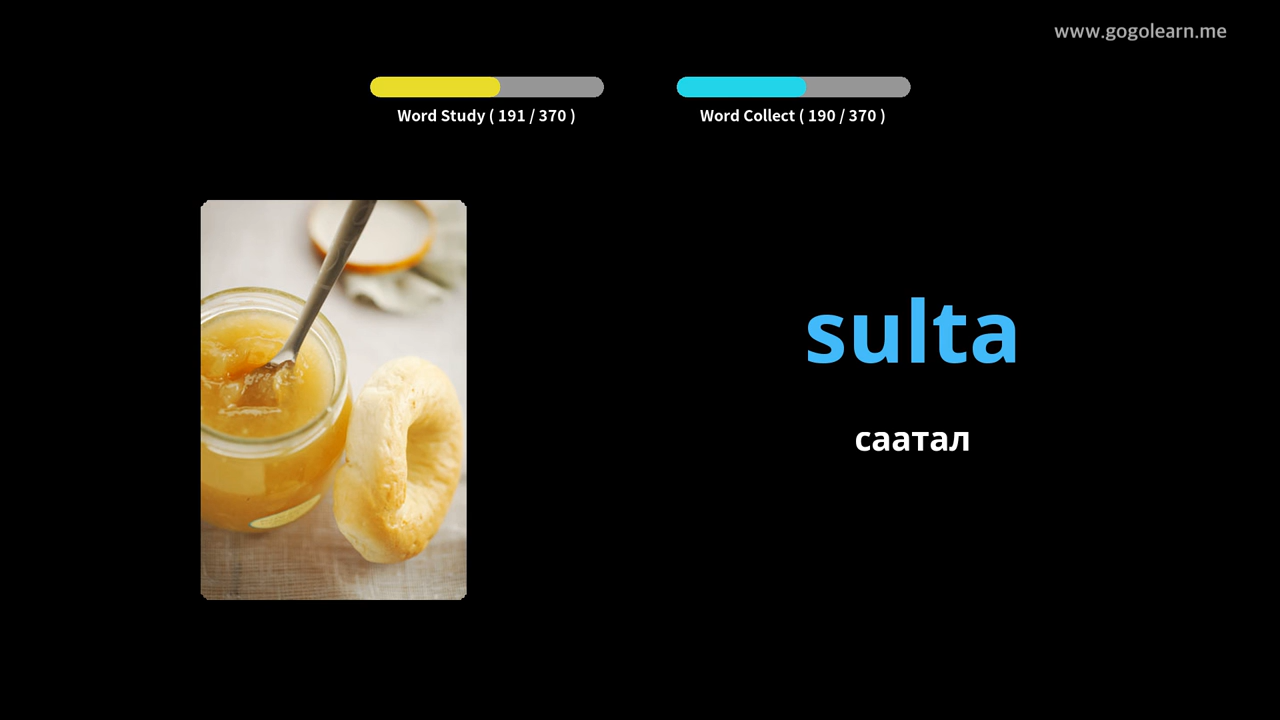 www.gogolearn.me
Word Study ( 191 / 370 )
Word Collect ( 190 / 370 )
sulta
саатал